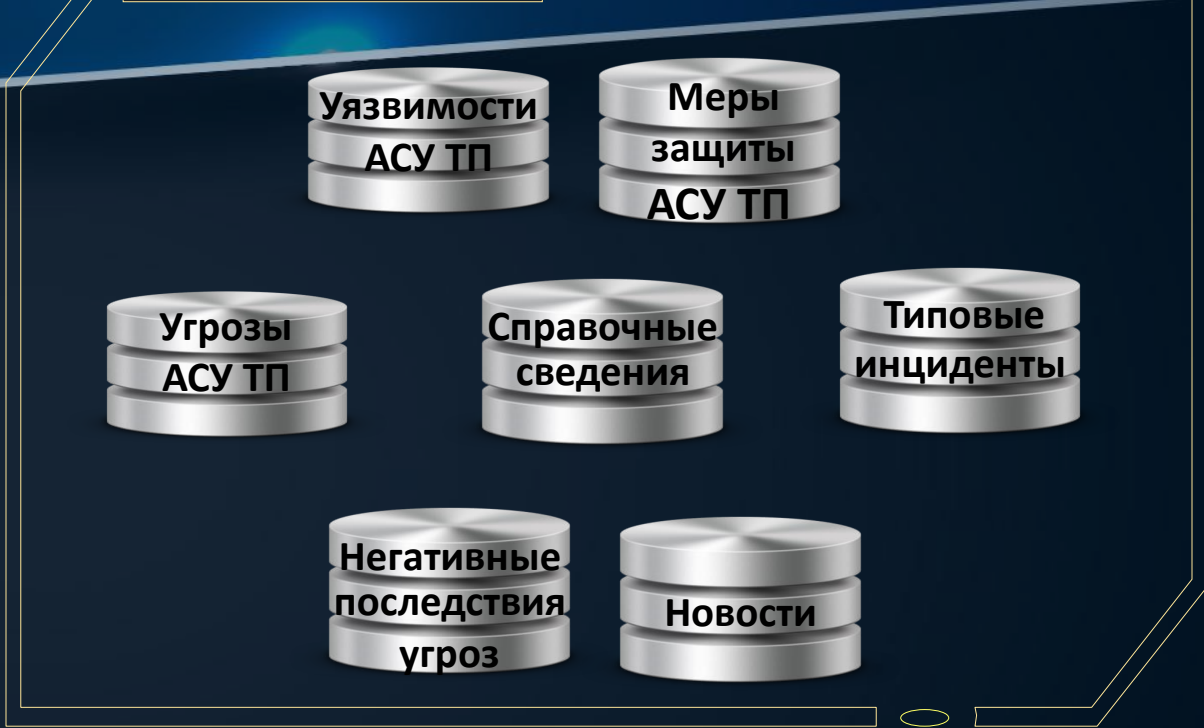 Уязвимости
АСУ ТП
Меры
защиты
АСУ ТП
Угрозы
АСУ ТП
Справочные
сведения
Типовые
инциденты
Негативные
последствия
угроз
Новости